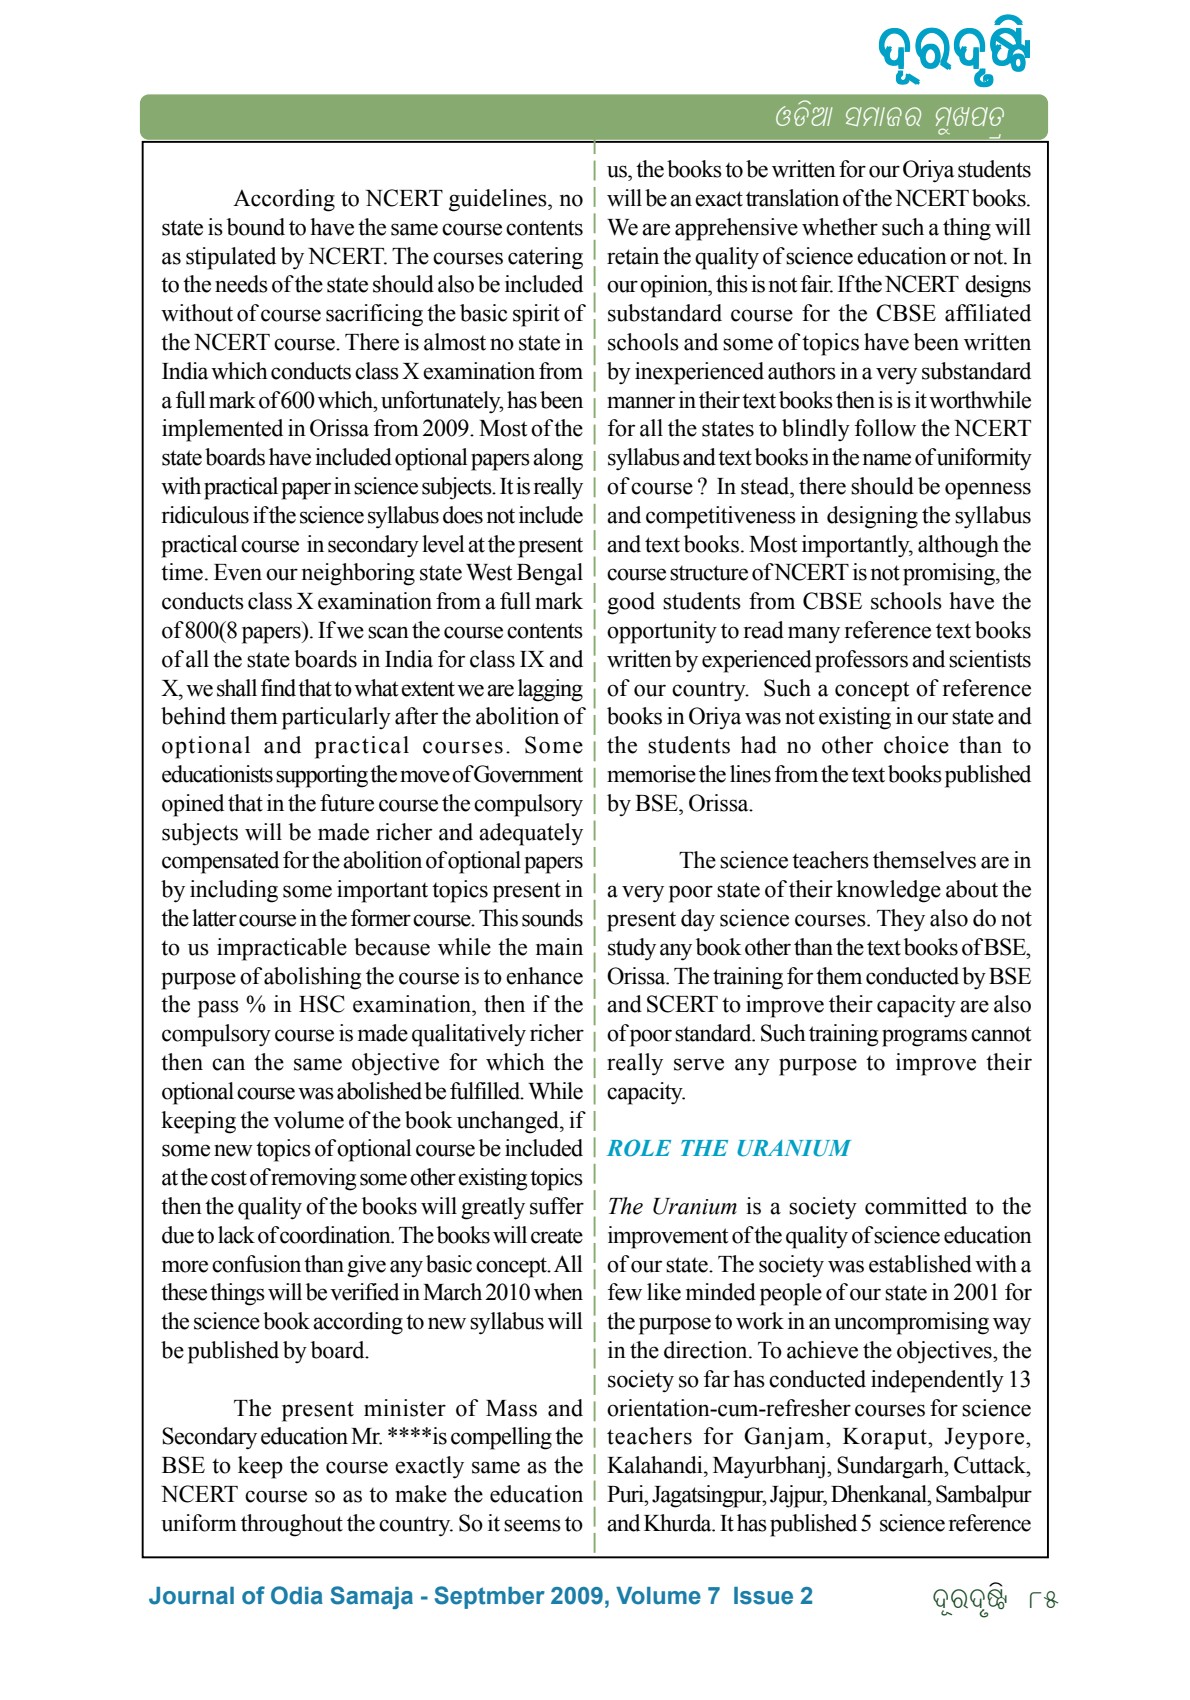 ଦୂରଦୃଷ୍ଟି
ଓଡିଆ ସମାଜର ମୁଖପତ୍ର
According to NCERT guidelines, no
state is bound to have the same course contents
as stipulated by NCERT. The courses catering
to the needs of the state should also be included
without of course sacrificing the basic spirit of
the NCERT course. There is almost no state in
India which conducts class X examination from
a full mark of 600 which, unfortunately, has been
implemented in Orissa from 2009. Most of the
state boards have included optional papers along
with practical paper in science subjects. It is really
ridiculous if the science syllabus does not include
practical course in secondary level at the present
time. Even our neighboring state West Bengal
conducts class X examination from a full mark
of 800(8 papers). If we scan the course contents
of all the state boards in India for class IX and
X, we shall find that to what extent we are lagging
behind them particularly after the abolition of
optional and practical courses. Some
educationists supporting the move of Government
opined that in the future course the compulsory
subjects will be made richer and adequately
compensated for the abolition of optional papers
by including some important topics present in
the latter course in the former course. This sounds
to us impracticable because while the main
purpose of abolishing the course is to enhance
the pass % in HSC examination, then if the
compulsory course is made qualitatively richer
then can the same objective for which the
optional course was abolished be fulfilled. While
keeping the volume of the book unchanged, if
some new topics of optional course be included
at the cost of removing some other existing topics
then the quality of the books will greatly suffer
due to lack of coordination. The books will create
more confusion than give any basic concept. All
these things will be verified in March 2010 when
the science book according to new syllabus will
be published by board.
The present minister of Mass and
Secondary education Mr. ****is compelling the
BSE to keep the course exactly same as the
NCERT course so as to make the education
uniform throughout the country. So it seems to
us, the books to be written for our Oriya students
will be an exact translation of the NCERT books.
We are apprehensive whether such a thing will
retain the quality of science education or not. In
our opinion, this is not fair. If the NCERT designs
substandard course for the CBSE affiliated
schools and some of topics have been written
by inexperienced authors in a very substandard
manner in their text books then is is it worthwhile
for all the states to blindly follow the NCERT
syllabus and text books in the name of uniformity
of course ? In stead, there should be openness
and competitiveness in designing the syllabus
and text books. Most importantly, although the
course structure of NCERT is not promising, the
good students from CBSE schools have the
opportunity to read many reference text books
written by experienced professors and scientists
of our country. Such a concept of reference
books in Oriya was not existing in our state and
the students had no other choice than to
memorise the lines from the text books published
by BSE, Orissa.
The science teachers themselves are in
a very poor state of their knowledge about the
present day science courses. They also do not
study any book other than the text books of BSE,
Orissa. The training for them conducted by BSE
and SCERT to improve their capacity are also
of poor standard. Such training programs cannot
really serve any purpose to improve their
capacity.
ROLE THE URANIUM
The Uranium is a society committed to the
improvement of the quality of science education
of our state. The society was established with a
few like minded people of our state in 2001 for
the purpose to work in an uncompromising way
in the direction. To achieve the objectives, the
society so far has conducted independently 13
orientation-cum-refresher courses for science
teachers for Ganjam, Koraput, Jeypore,
Kalahandi, Mayurbhanj, Sundargarh, Cuttack,
Puri, Jagatsingpur, Jajpur, Dhenkanal, Sambalpur
and Khurda. It has published 5 science reference
Journal of Odia Samaja - Septmber 2009, Volume 7 Issue 2
ଦୂରଦୃଷ୍ଟି ୮୫